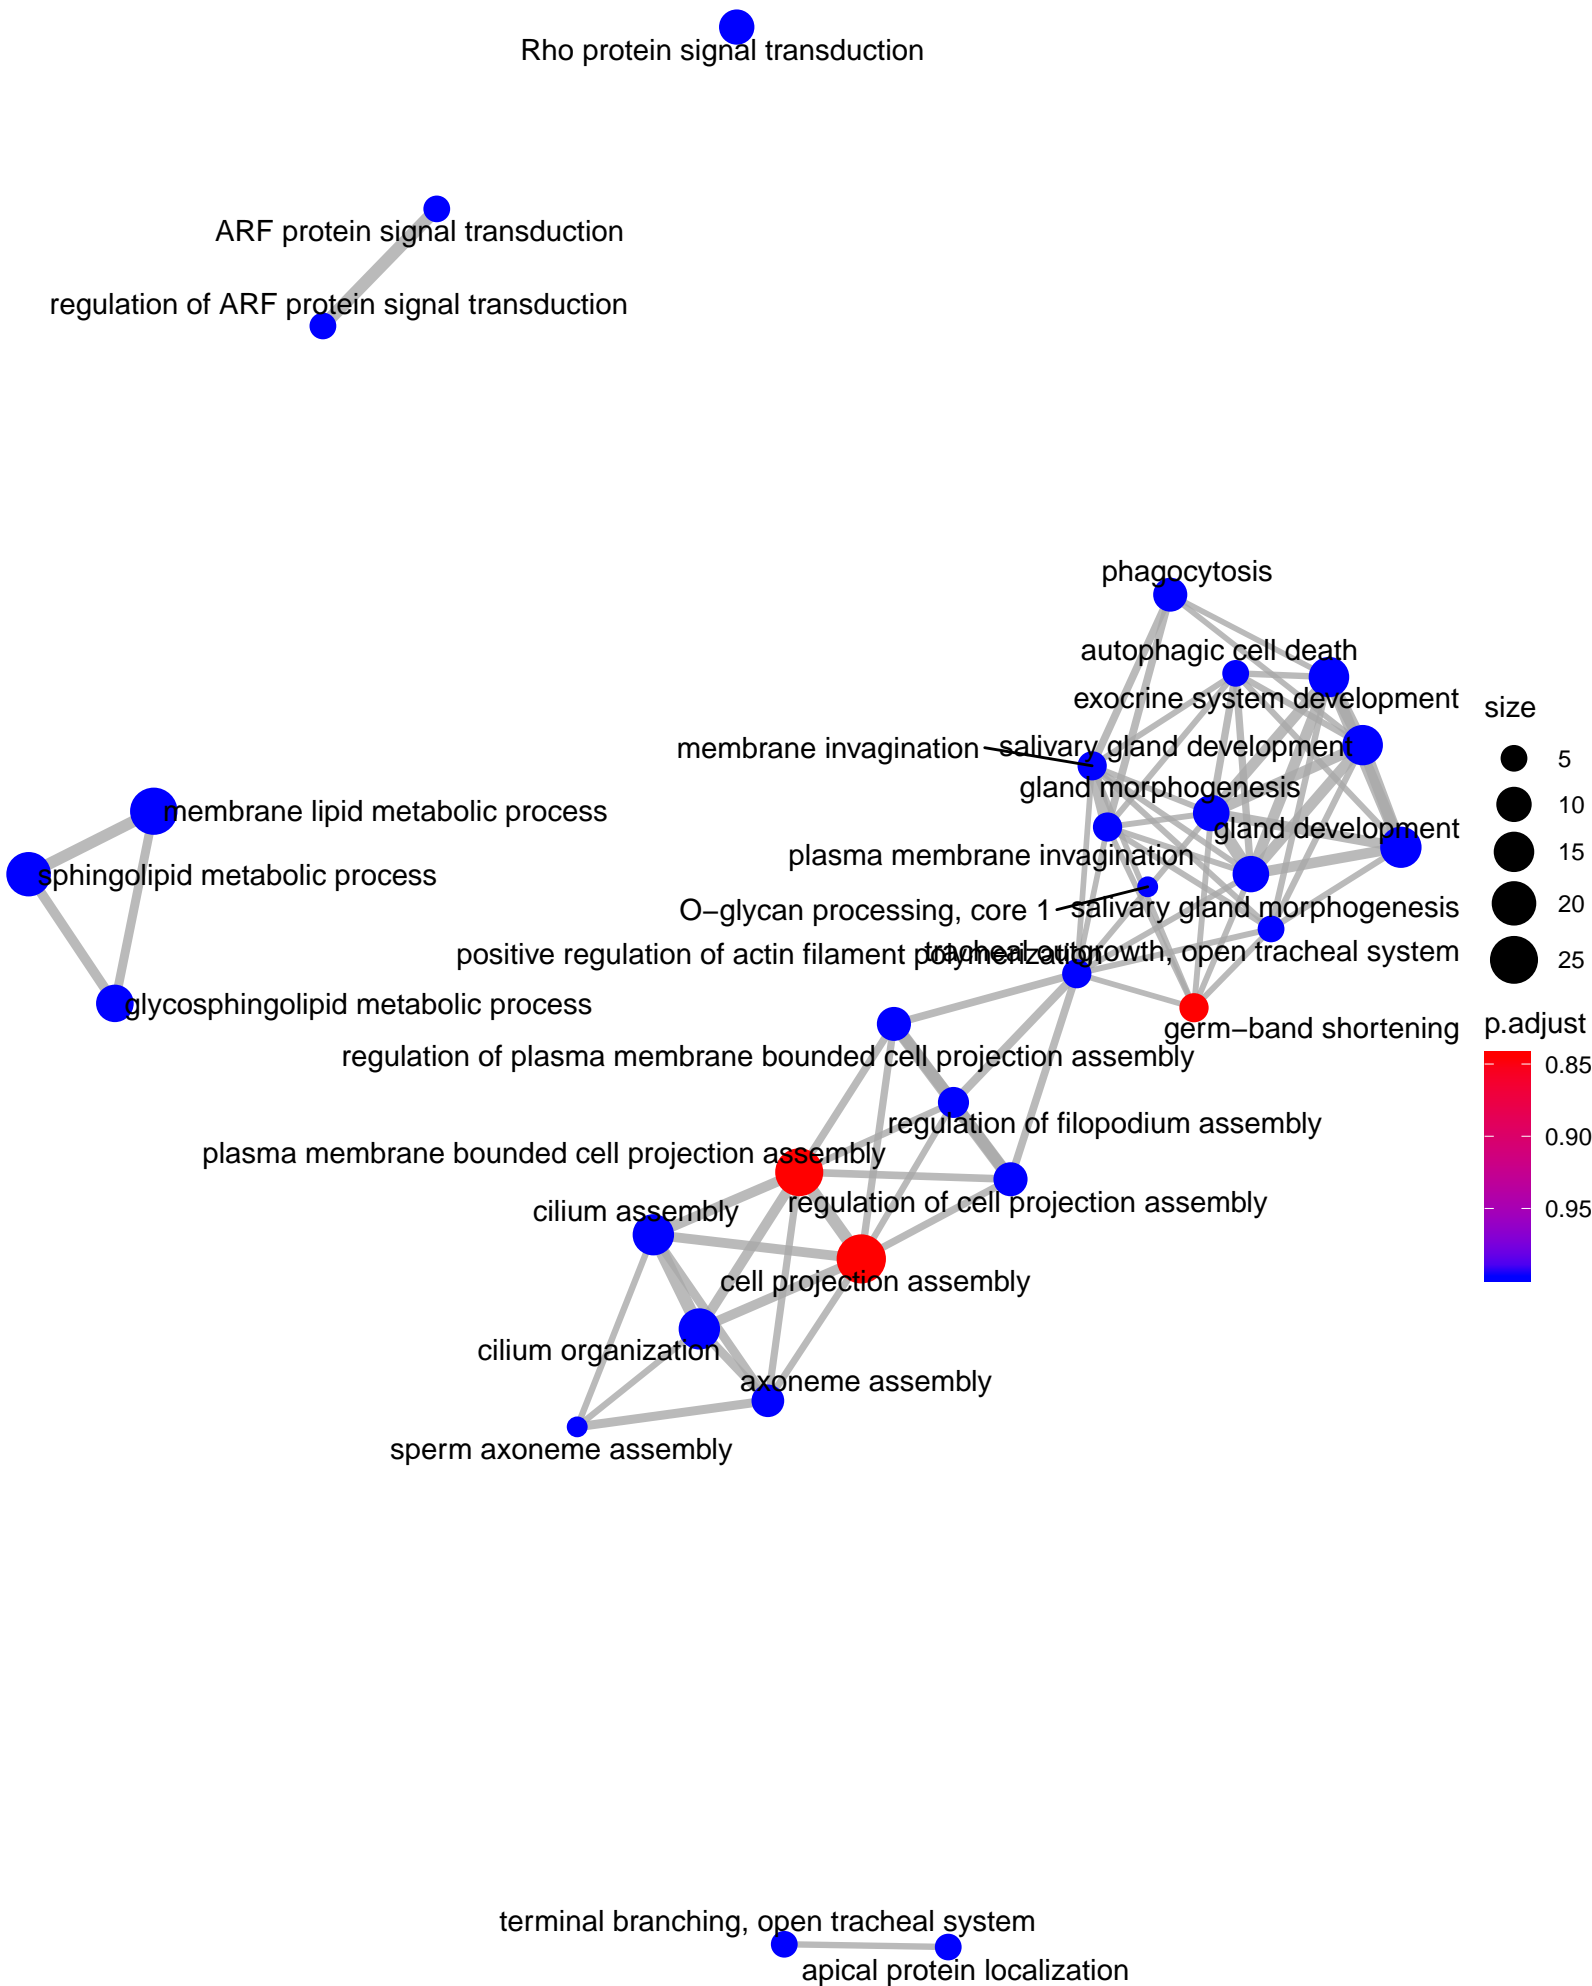 Rho protein signal transduction
ARF protein signal transduction
regulation of ARF protein signal transduction
phagocytosis
autophagic cell death
exocrine system development
membrane invagination
salivary gland development
gland morphogenesis
membrane lipid metabolic process
gland development
plasma membrane invagination
sphingolipid metabolic process
O−glycan processing, core 1
salivary gland morphogenesis
positive regulation of actin filament polymerization
tracheal outgrowth, open tracheal system
glycosphingolipid metabolic process
germ−band shortening
regulation of plasma membrane bounded cell projection assembly
regulation of filopodium assembly
plasma membrane bounded cell projection assembly
regulation of cell projection assembly
cilium assembly
cell projection assembly
cilium organization
axoneme assembly
sperm axoneme assembly
terminal branching, open tracheal system
apical protein localization
size
5
10
15
20
25
p.adjust
0.85
0.90
0.95